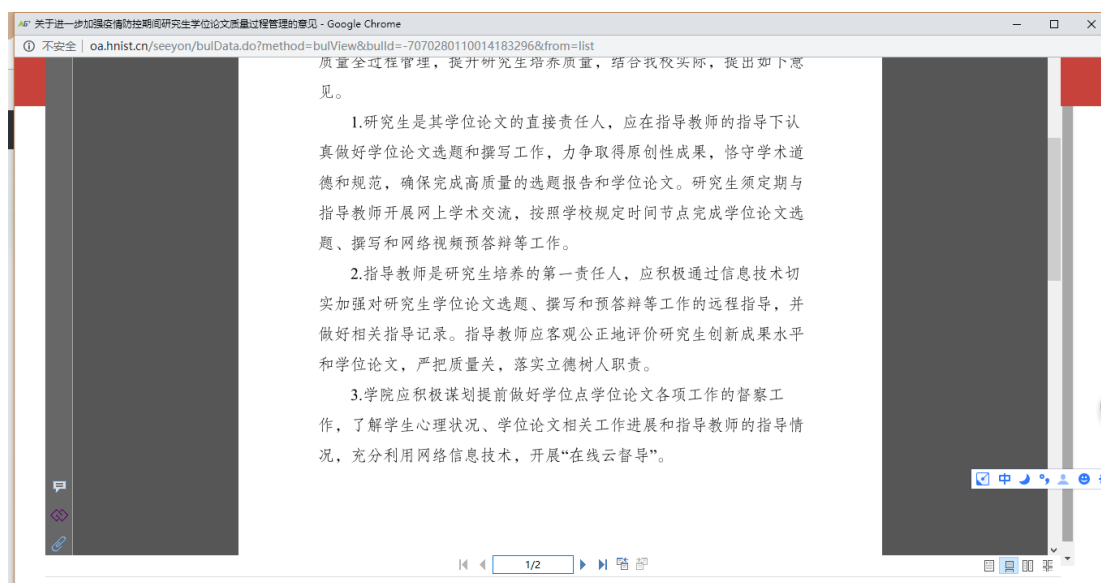 关于进一步加强疫情防控期间研究生学位论文质量过程管理的意见 - Google Chrome
不安全 | oa.hnist.cn/seeyon/bulData.do?method=bulView&bulId=-7070280110014183296&from=list
质量全过程管理，提升研究生培养质量，结合我校实际，提出如下意
见。
1.研究生是其学位论文的直接责任人，应在指导教师的指导下认
真做好学位论文选题和撰写工作，力争取得原创性成果，恪守学术道
德和规范，确保完成高质量的选题报告和学位论文。研究生须定期与
指导教师开展网上学术交流，按照学校规定时间节点完成学位论文选
题、撰写和网络视频预答辩等工作。
2.指导教师是研究生培养的第一责任人，应积极通过信息技术切
实加强对研究生学位论文选题、撰写和预答辩等工作的远程指导，并
做好相关指导记录。指导教师应客观公正地评价研究生创新成果水平
和学位论文，严把质量关，落实立德树人职责。
3.学院应积极谋划提前做好学位点学位论文各项工作的督察工
作，了解学生心理状况、学位论文相关工作进展和指导教师的指导情
况，充分利用网络信息技术，开展“在线云督导”。
中
1/2